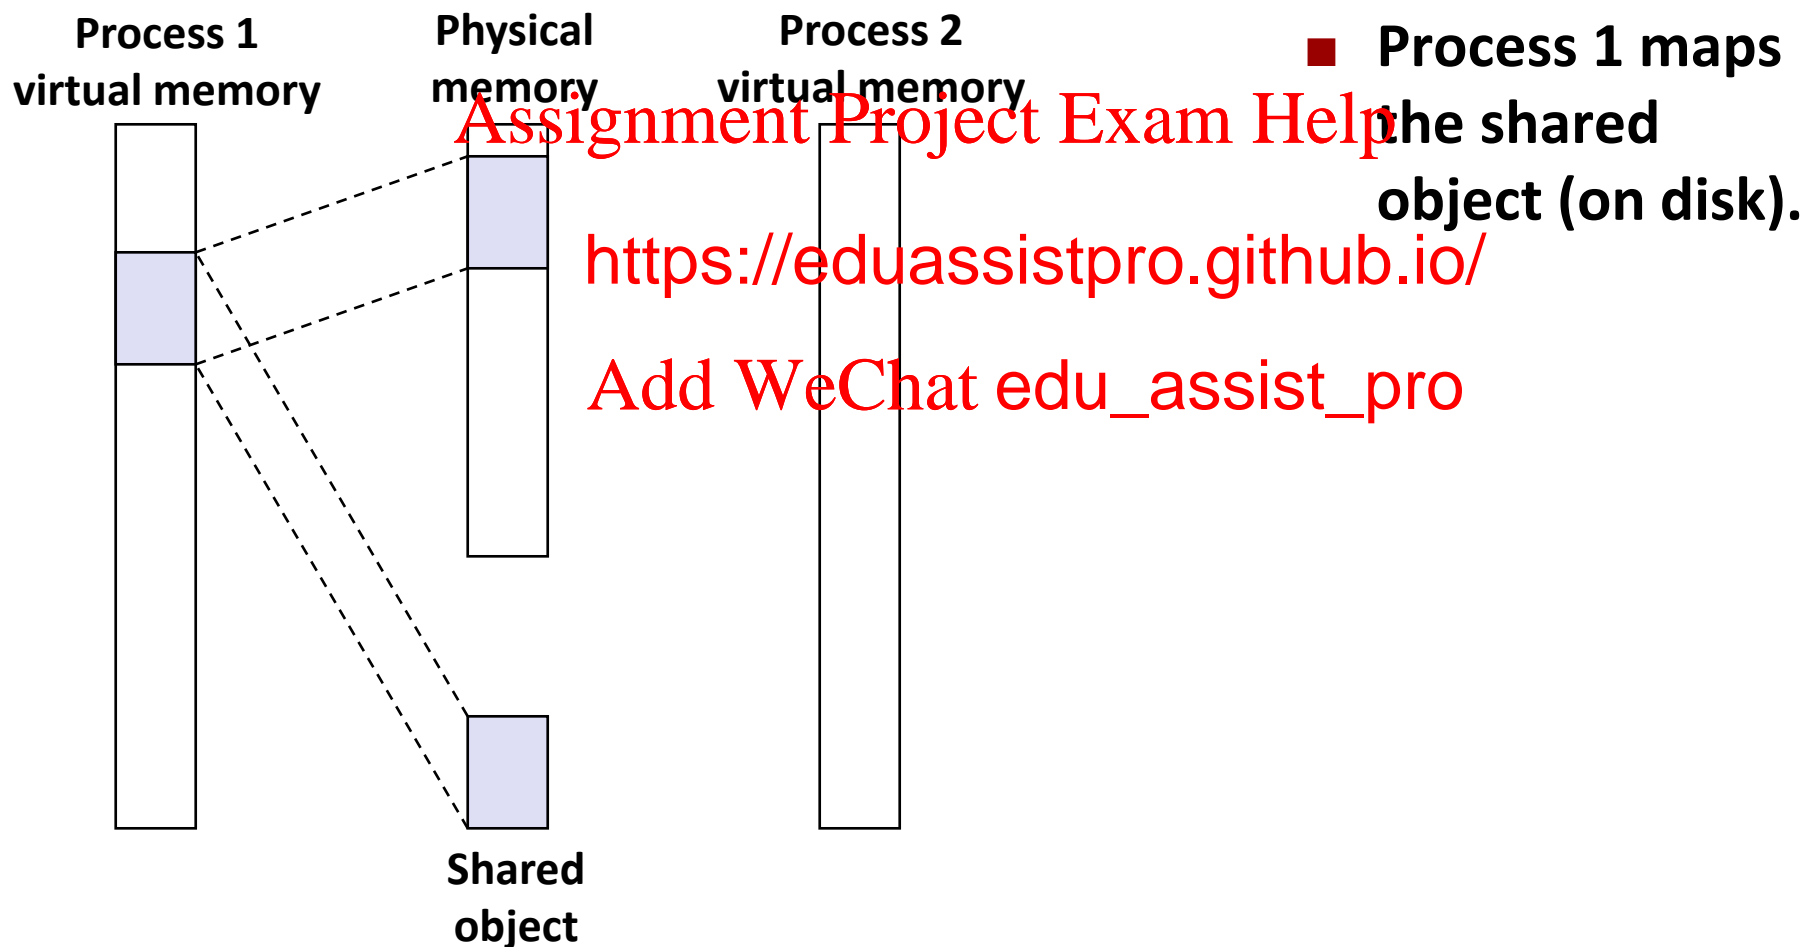 Process 1
virtual memory
Physical
memory
Process 2
virtual memory
■ Process 1 maps
the shared
object (on disk).
Assignment Project Exam Help
https://eduassistpro.github.io/
Add WeChat edu_assist_pro
Shared
object